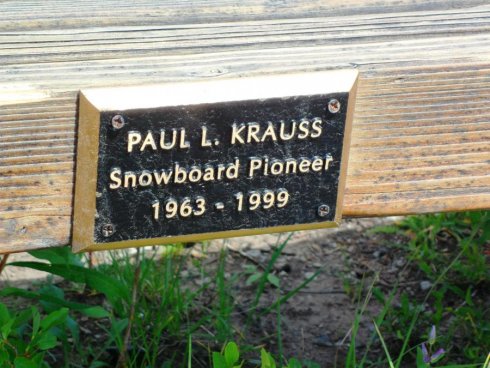 PAUL L. KRAUSS
Snowboard Pioneer
1963 - 1999